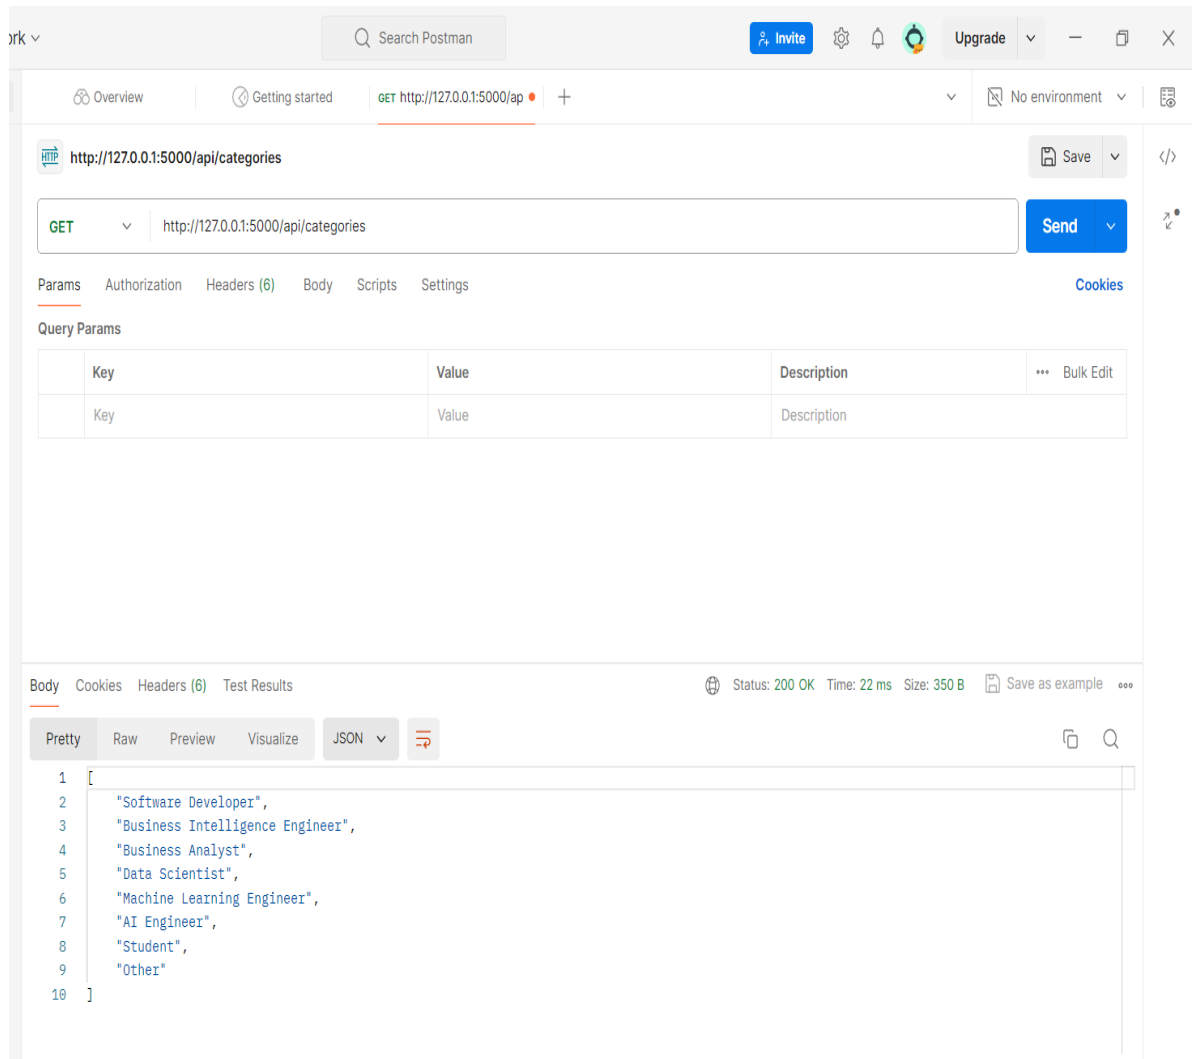 Search Postman
Invite
Upgrade
Overview
Getting started
GET http://127.0.0.1:5000/ap
No environment
HTTP
http://127.0.0.1:5000/api/categories
Save
GET
http://127.0.0.1:5000/api/categories
Send
Params Authorization Headers (6) Body Scripts Settings Cookies
Query Params
Key Value Description Bulk Edit
Key Value Description
Body Cookies Headers (6) Test Results Status: 200 OK Time: 22 ms Size: 350 B Save as example
Pretty Raw Preview Visualize JSON
1 [
2 "Software Developer",
3 "Business Intelligence Engineer",
4 "Business Analyst",
5 "Data Scientist",
6 "Machine Learning Engineer",
7 "AI Engineer",
8 "Student",
9 "Other"
10 ]